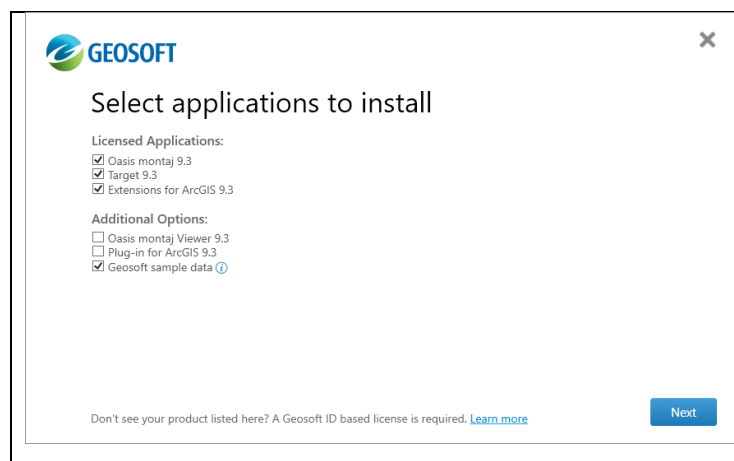 GEOSOFT
Select applications to install
Licensed Applications:
Oasis montaj 9.3
Target 9.3
Extensions for ArcGIS 9.3
Additional Options:
Oasis montaj Viewer 9.3
Plug-in for ArcGIS 9.3
Geosoft sample data
Don't see your product listed here? A Geosoft ID based license is required. Learn more
Next